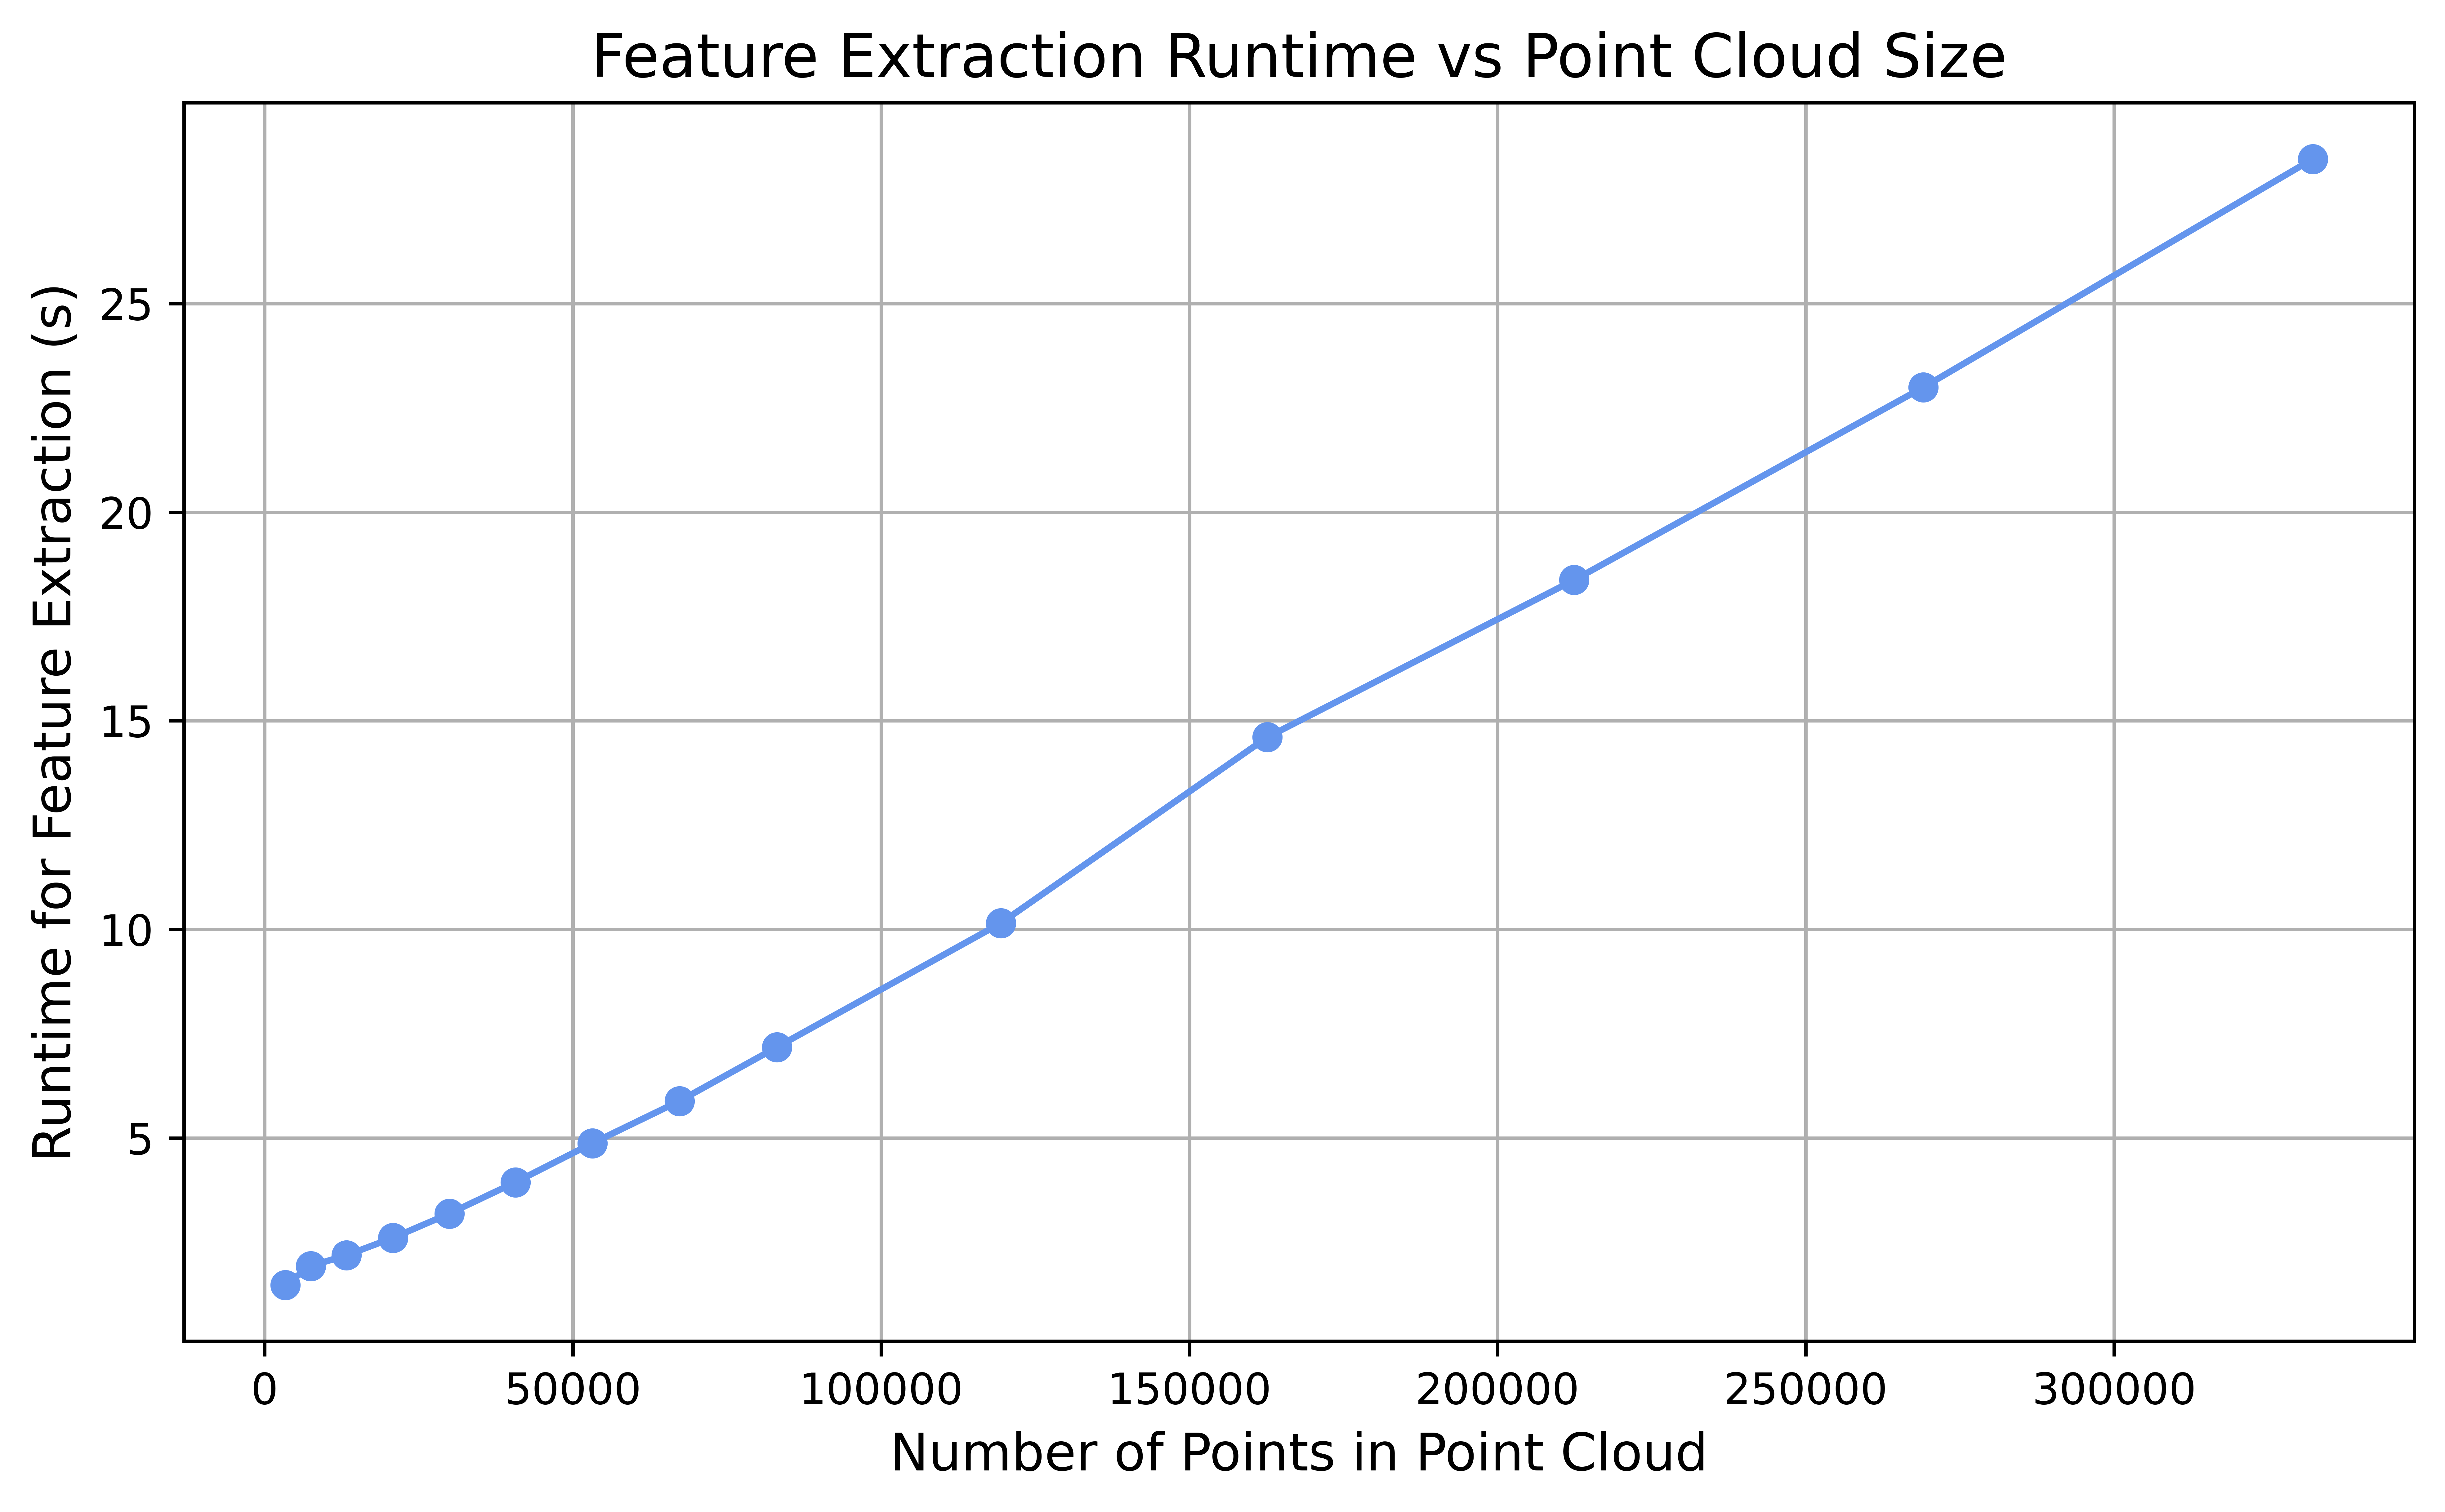 Feature Extraction Runtime vs Point Cloud Size
Runtime for Feature Extraction (s)
25
20
15
10
5
0 50000 100000 150000 200000 250000 300000
Number of Points in Point Cloud